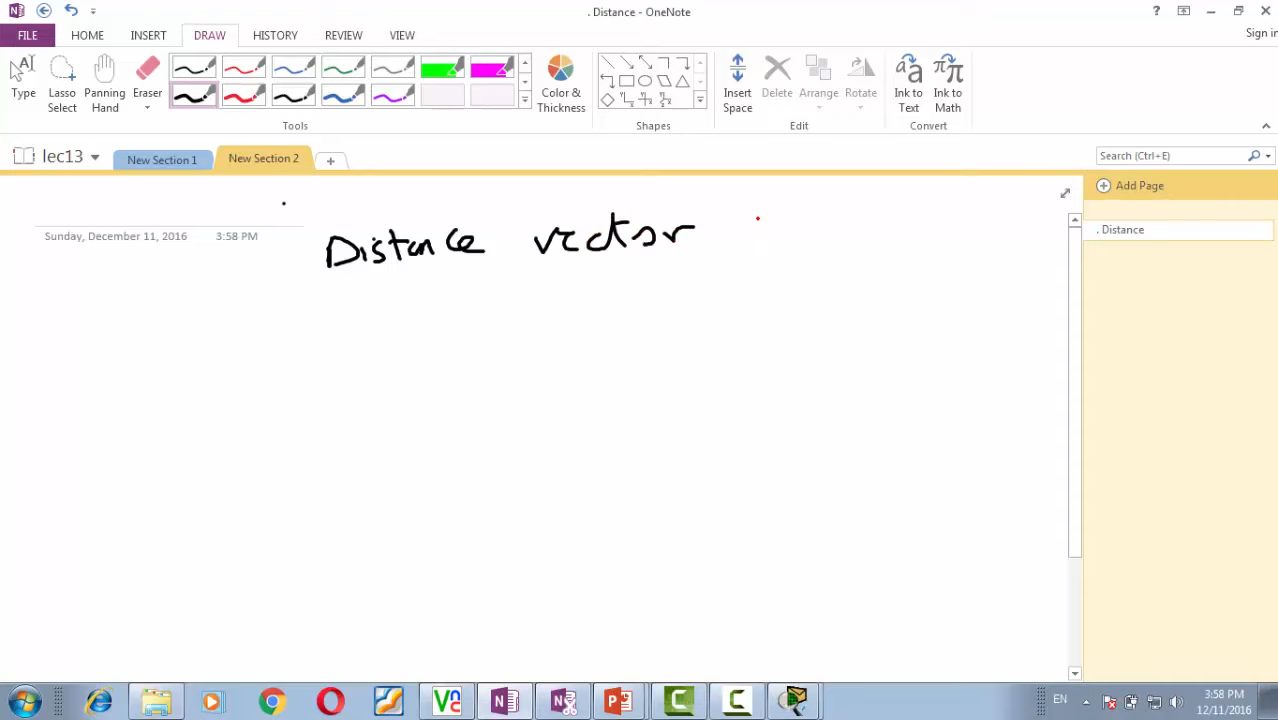 . Distance - OneNote
? 
FILE HOME INSERT DRAW HISTORY REVIEW VIEW Sign in
Type Lasso Select Panning Hand Eraser Color & Thickness Insert Space Delete Arrange Rotate Ink to Text Ink to Math
Tools Shapes Edit Convert
lec13 New Section 1 New Section 2 Search (Ctrl+E)
Add Page
. Distance
Sunday, December 11, 2016 3:58 PM
Distance vector
EN 3:58 PM
12/11/2016